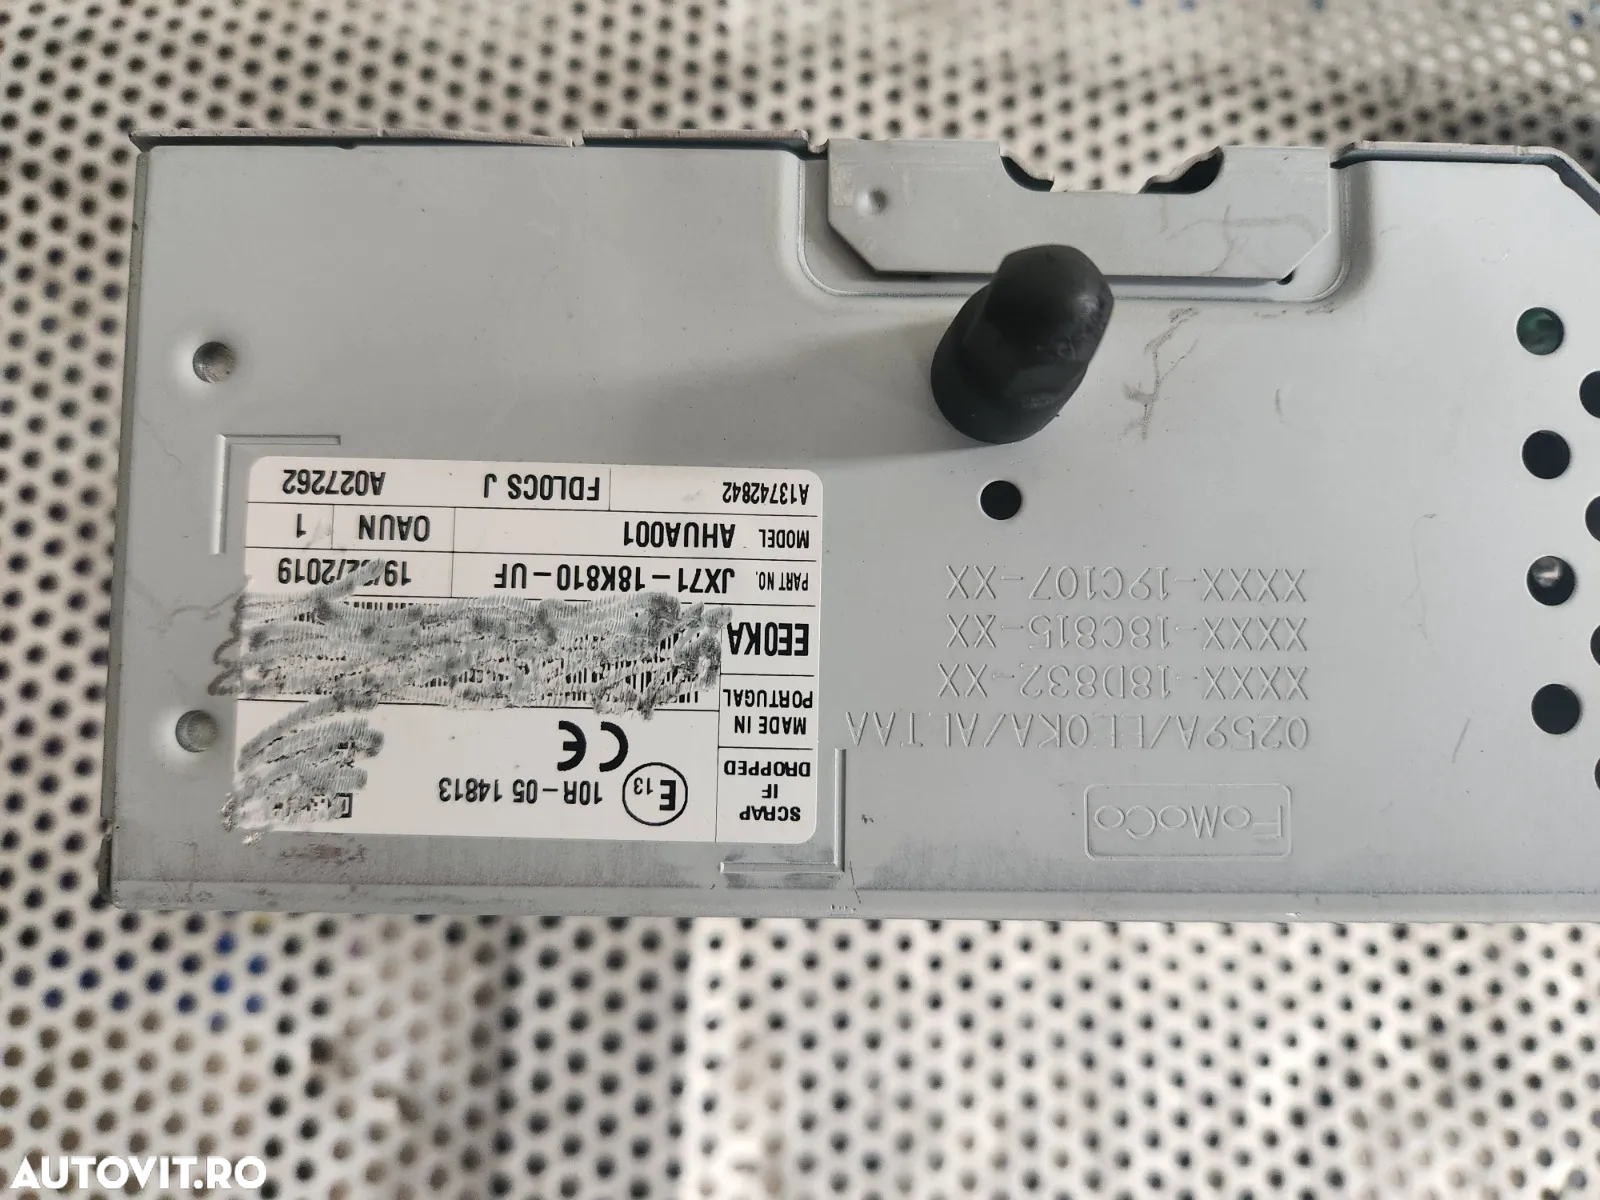 A13742842 FDLOCS J A027262
MODEL AHUA001 OAUN 1
PART NO. JX71-18K810-UF 19/02/2019
EEOKA
MADE IN
PORTUGAL
SCRAP
IF
DROPPED
E13 10R-05 14813
CE
XXXX-19C107-XX
XXXX-18C815-XX
XXXX-18D832-XX
0259A/EEOKA/ALTAA
FoMoCo
AUTOVIT.RO